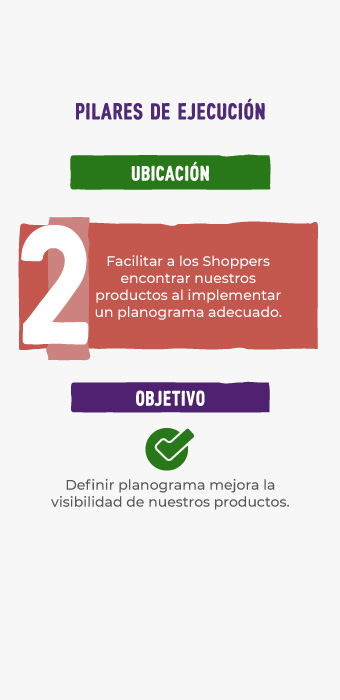 PILARES DE EJECUCIÓN
UBICACIÓN
2
Facilitar a los Shoppers
encontrar nuestros
productos al implementar
un planograma adecuado.
OBJETIVO
Definir planograma mejora la
visibilidad de nuestros productos.